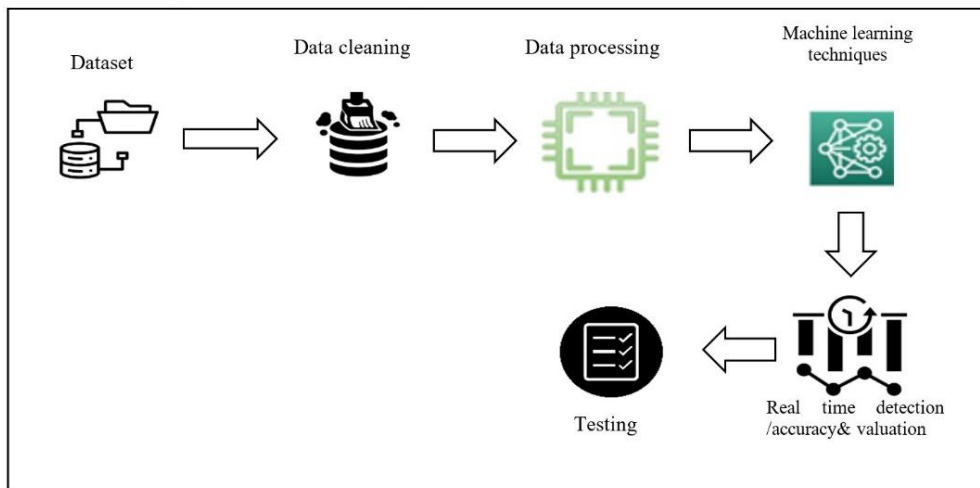 Dataset
Data cleaning
Data processing
Machine learning
techniques
Real time detection
/accuracy& valuation
Testing